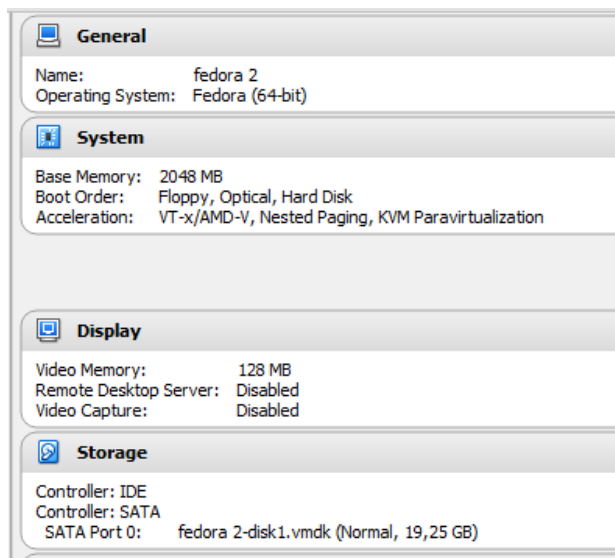 General
Name: fedora 2
Operating System: Fedora (64-bit)
System
Base Memory: 2048 MB
Boot Order: Floppy, Optical, Hard Disk
Acceleration: VT-x/AMD-V, Nested Paging, KVM Paravirtualization
Display
Video Memory: 128 MB
Remote Desktop Server: Disabled
Video Capture: Disabled
Storage
Controller: IDE
Controller: SATA
SATA Port 0: fedora 2-disk1.vmdk (Normal, 19,25 GB)